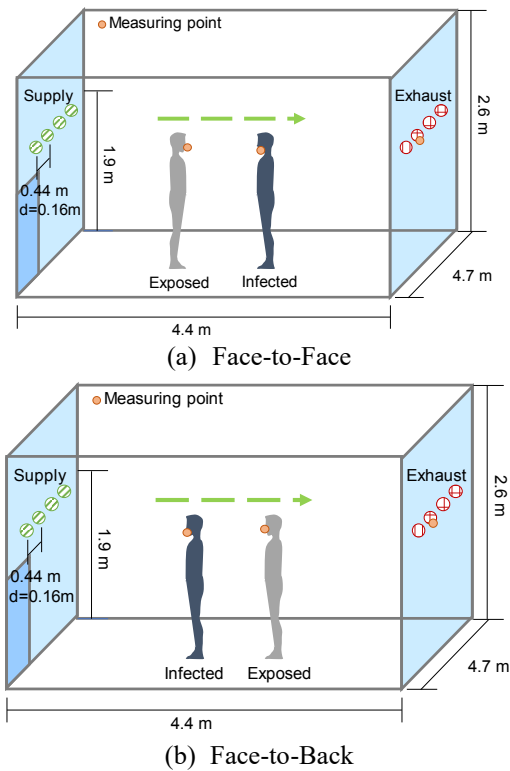 Measuring point
Supply
Exhaust
2.6 m
1.9 m
0.44 m
d=0.16m
Exposed
Infected
4.7 m
4.4 m
(a) Face-to-Face
Measuring point
Supply
Exhaust
2.6 m
1.9 m
0.44 m
d=0.16m
Infected
Exposed
4.7 m
4.4 m
(b) Face-to-Back